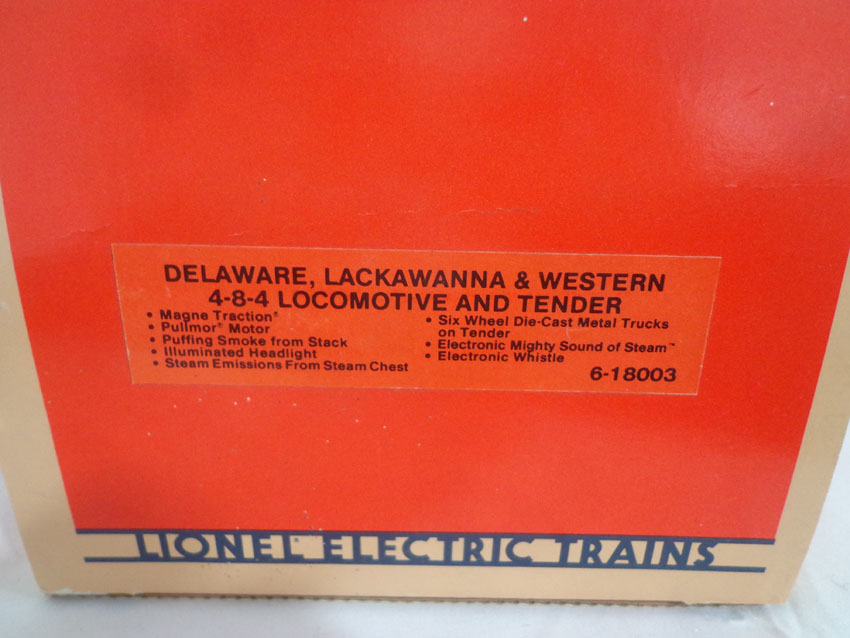 DELAWARE, LACKAWANNA & WESTERN
4-8-4 LOCOMOTIVE AND TENDER
• Magne Traction®
• Pullmor® Motor
• Puffing Smoke from Stack
• Illuminated Headlight
• Steam Emissions From Steam Chest
• Six Wheel Die-Cast Metal Trucks
on Tender
• Electronic Mighty Sound of Steam™
• Electronic Whistle
6-18003
LIONEL® ELECTRIC TRAINS